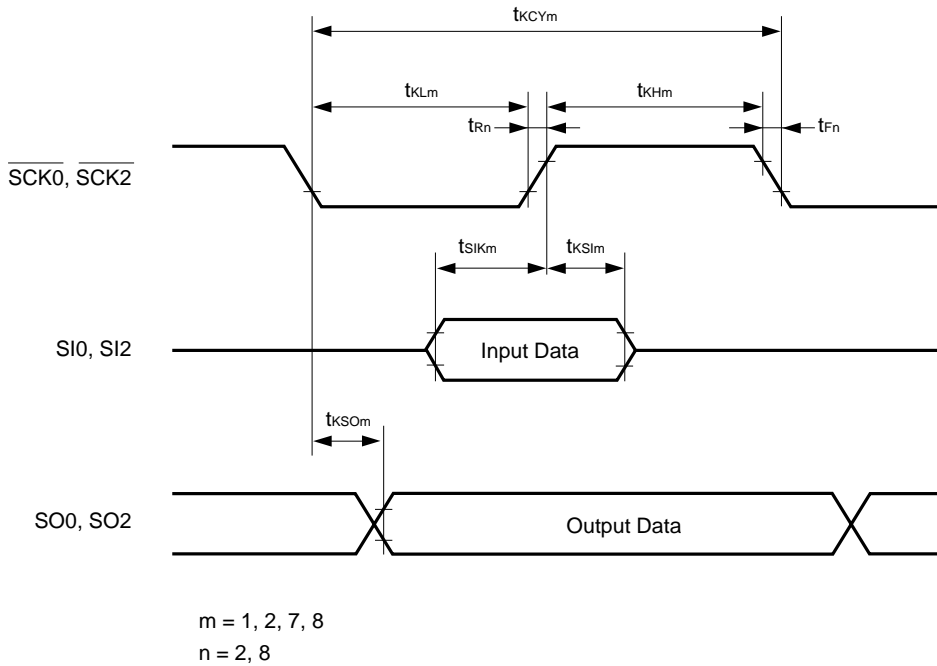 tKCYm
tKLm
tKHm
tRn
tFn
SCK0, SCK2
tSIKm
tKSIm
SI0, SI2
Input Data
tKSOm
SO0, SO2
Output Data
m = 1, 2, 7, 8
n = 2, 8